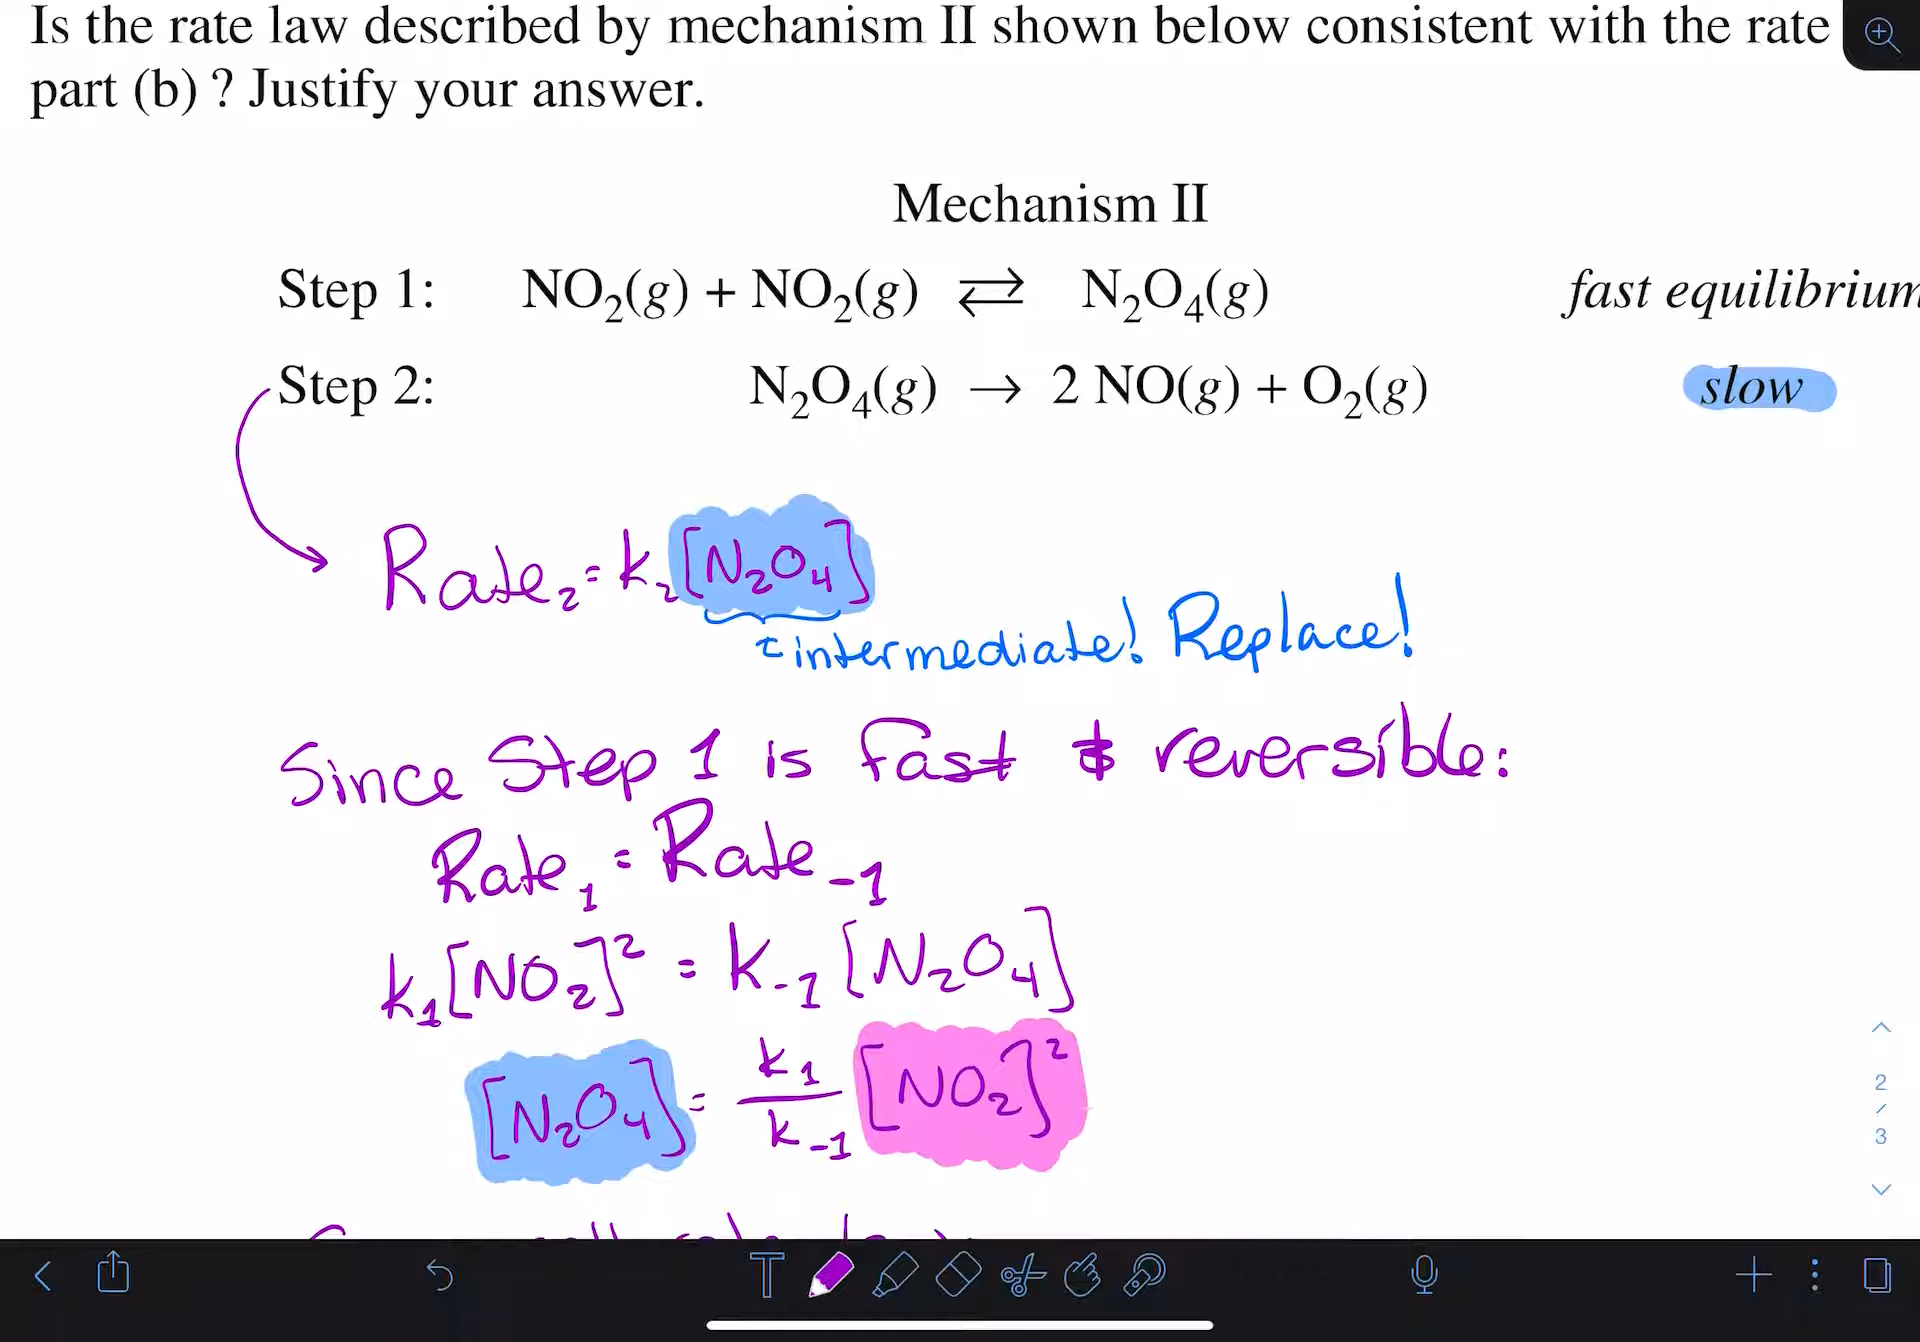 Is the rate law described by mechanism II shown below consistent with the rate
part (b) ? Justify your answer.
Mechanism II
Step 1: NO₂(g) + NO₂(g) ⇄ N₂O₄(g) fast equilibrium
Step 2: N₂O₄(g) → 2 NO(g) + O₂(g) slow
Rate₂ = k₂[N₂O₄]
intermediate! Replace!
Since Step 1 is fast & reversible:
Rate₁ = Rate₋₁
k₁[NO₂]² = k₋₁[N₂O₄]
[N₂O₄] = k₁/k₋₁ [NO₂]²
2
/
3
T